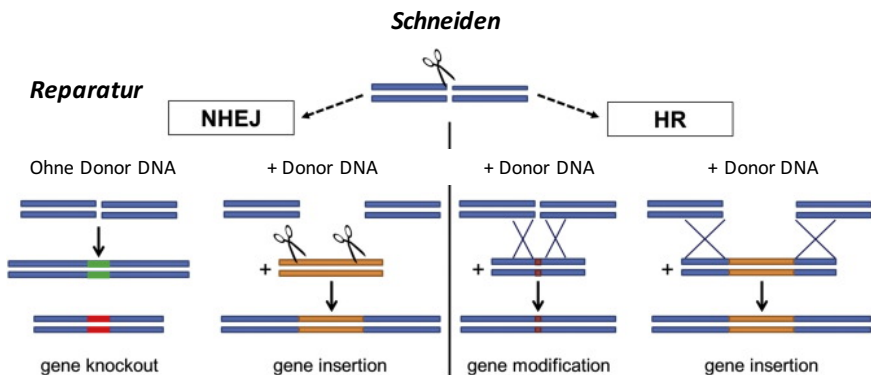 Schneiden
Reparatur
NHEJ
HR
Ohne Donor DNA
+ Donor DNA
+ Donor DNA
+ Donor DNA
+
+
+
gene knockout
gene insertion
gene modification
gene insertion